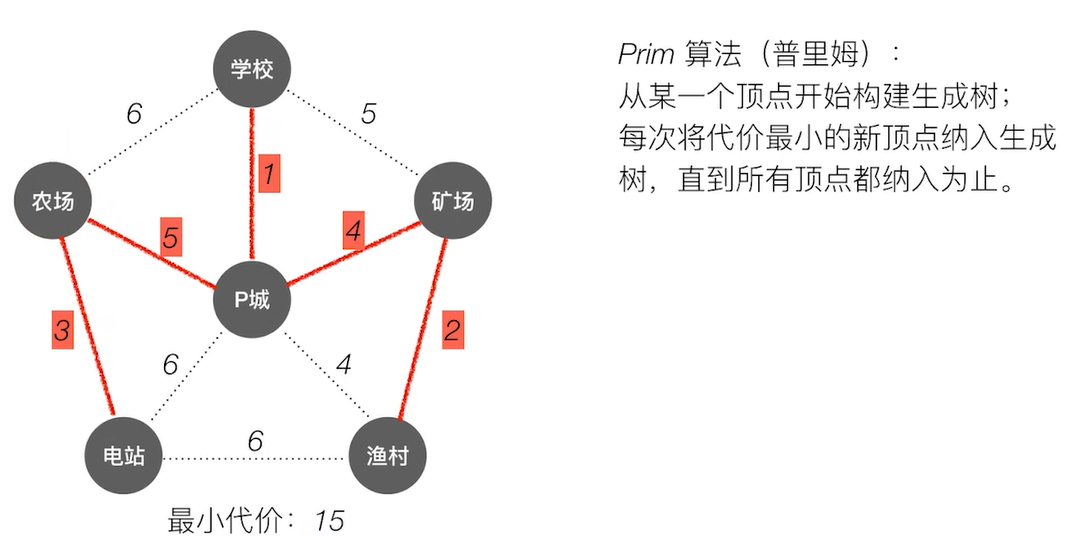 学校
6
5
1
农场
矿场
5
4
P城
3
2
6
4
电站
6
渔村
最小代价：15
Prim 算法（普里姆）：
从某一个顶点开始构建生成树；
每次将代价最小的新顶点纳入生成
树，直到所有顶点都纳入为止。